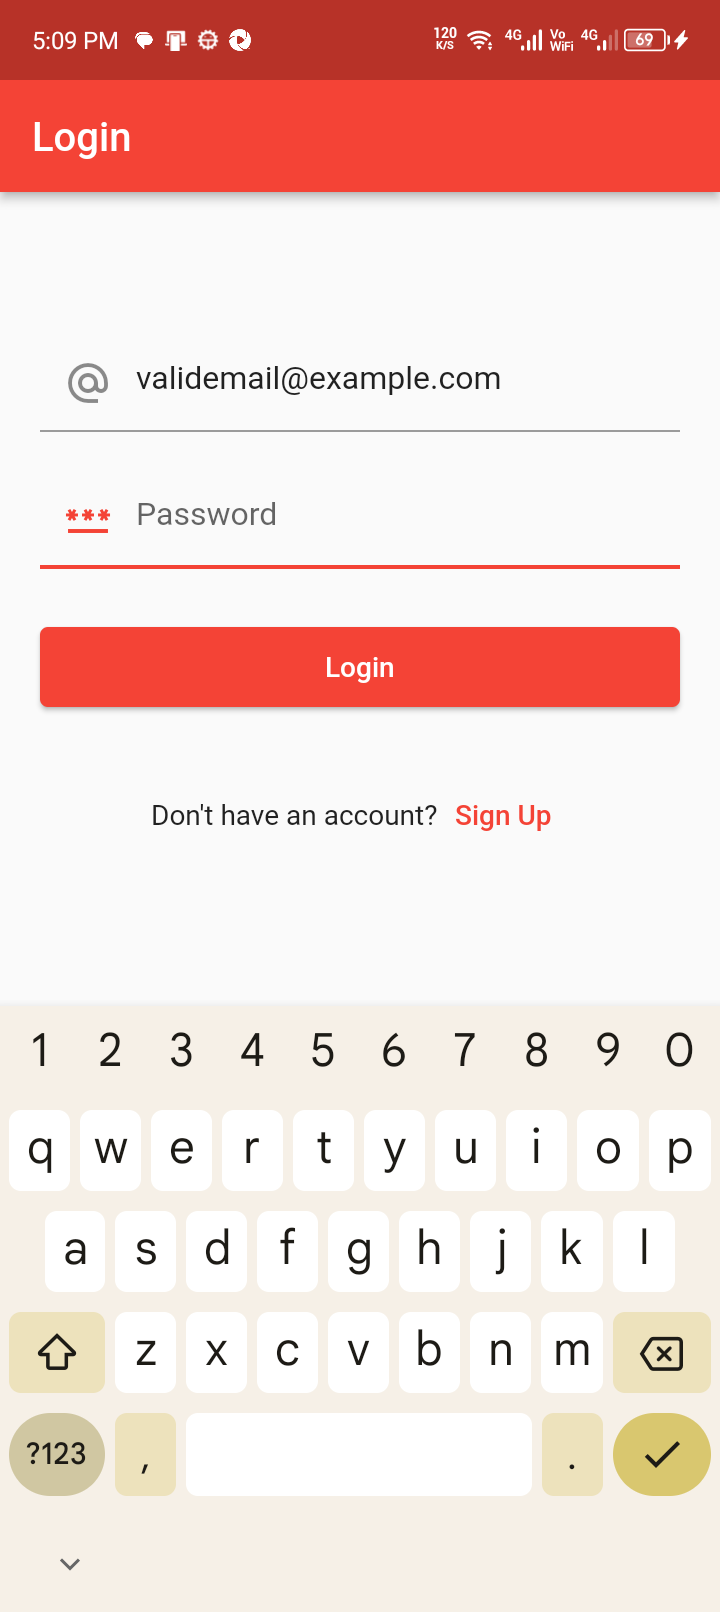 5:09 PM 120 K/S 4G Vo WiFi 4G 69
Login
validemail@example.com
*** Password
Login
Don't have an account? Sign Up
1 2 3 4 5 6 7 8 9 0
q w e r t y u i o p
a s d f g h j k l
z x c v b n m
?123 , .